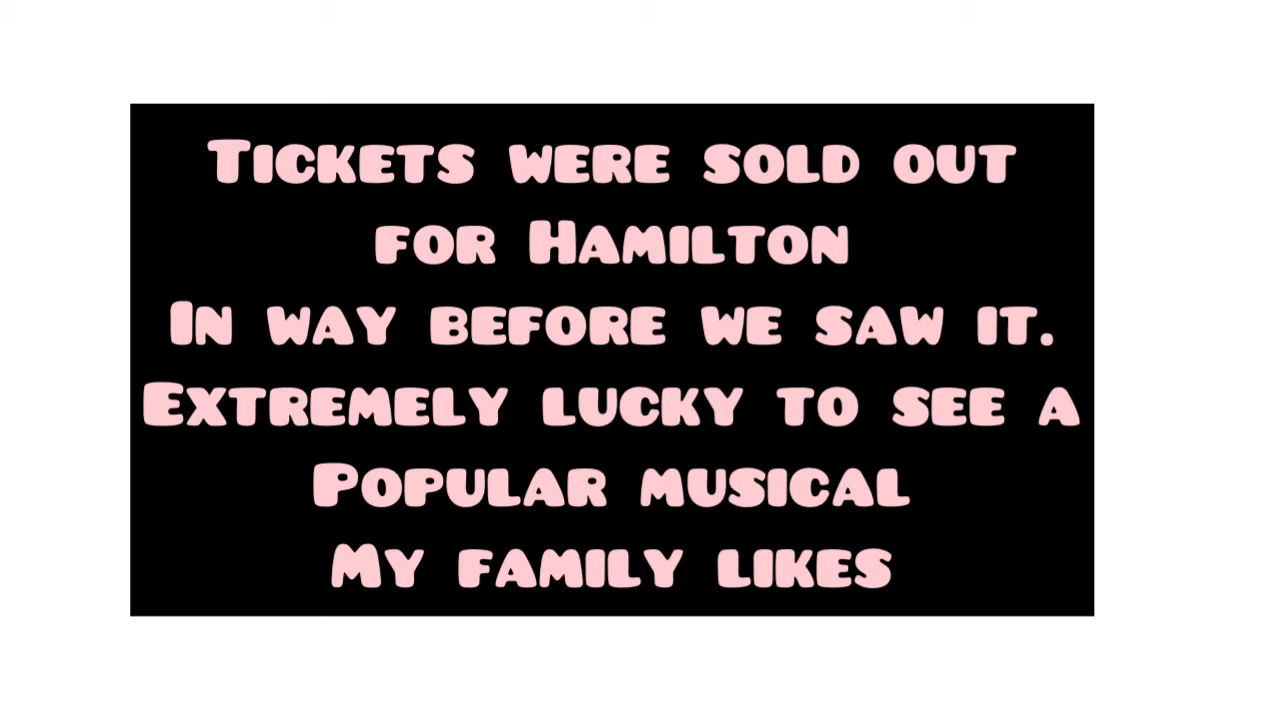 Tickets were sold out
for Hamilton
In way before we saw it.
Extremely lucky to see a
Popular musical
My family likes